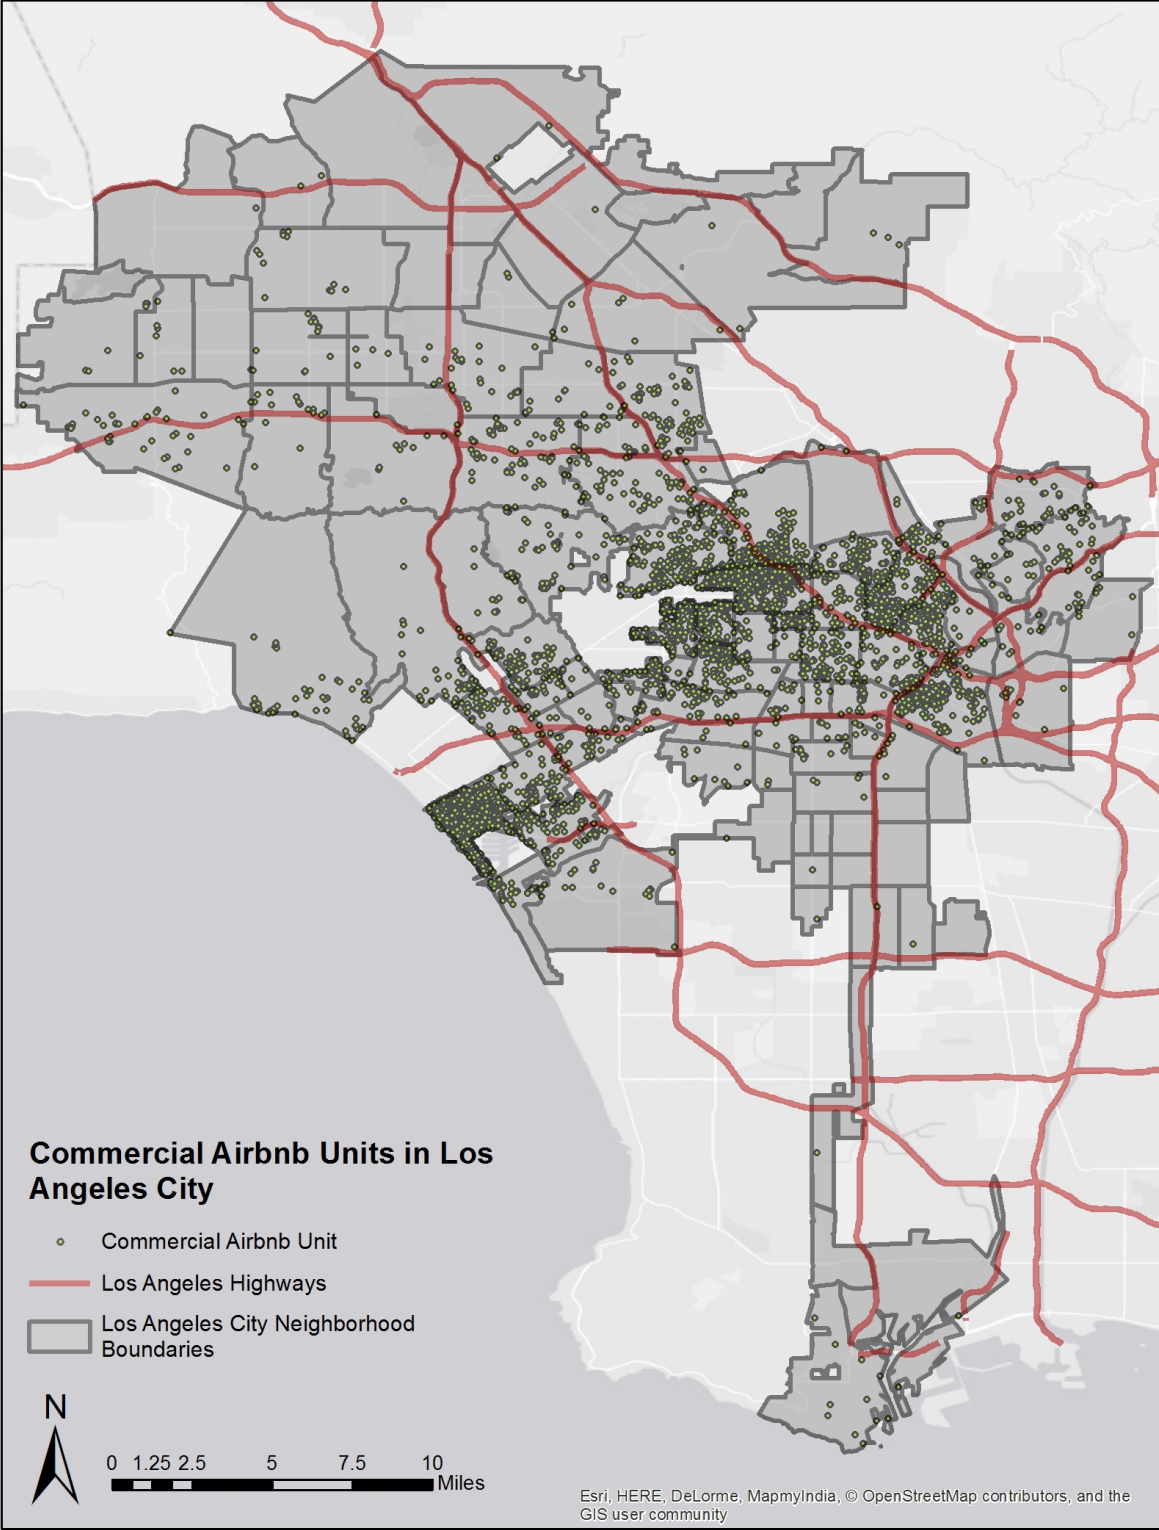 Commercial Airbnb Units in Los
Angeles City
Commercial Airbnb Unit
Los Angeles Highways
Los Angeles City Neighborhood
Boundaries
N
0 1.25 2.5 5 7.5 10
Miles
Esri, HERE, DeLorme, MapmyIndia, © OpenStreetMap contributors, and the
GIS user community